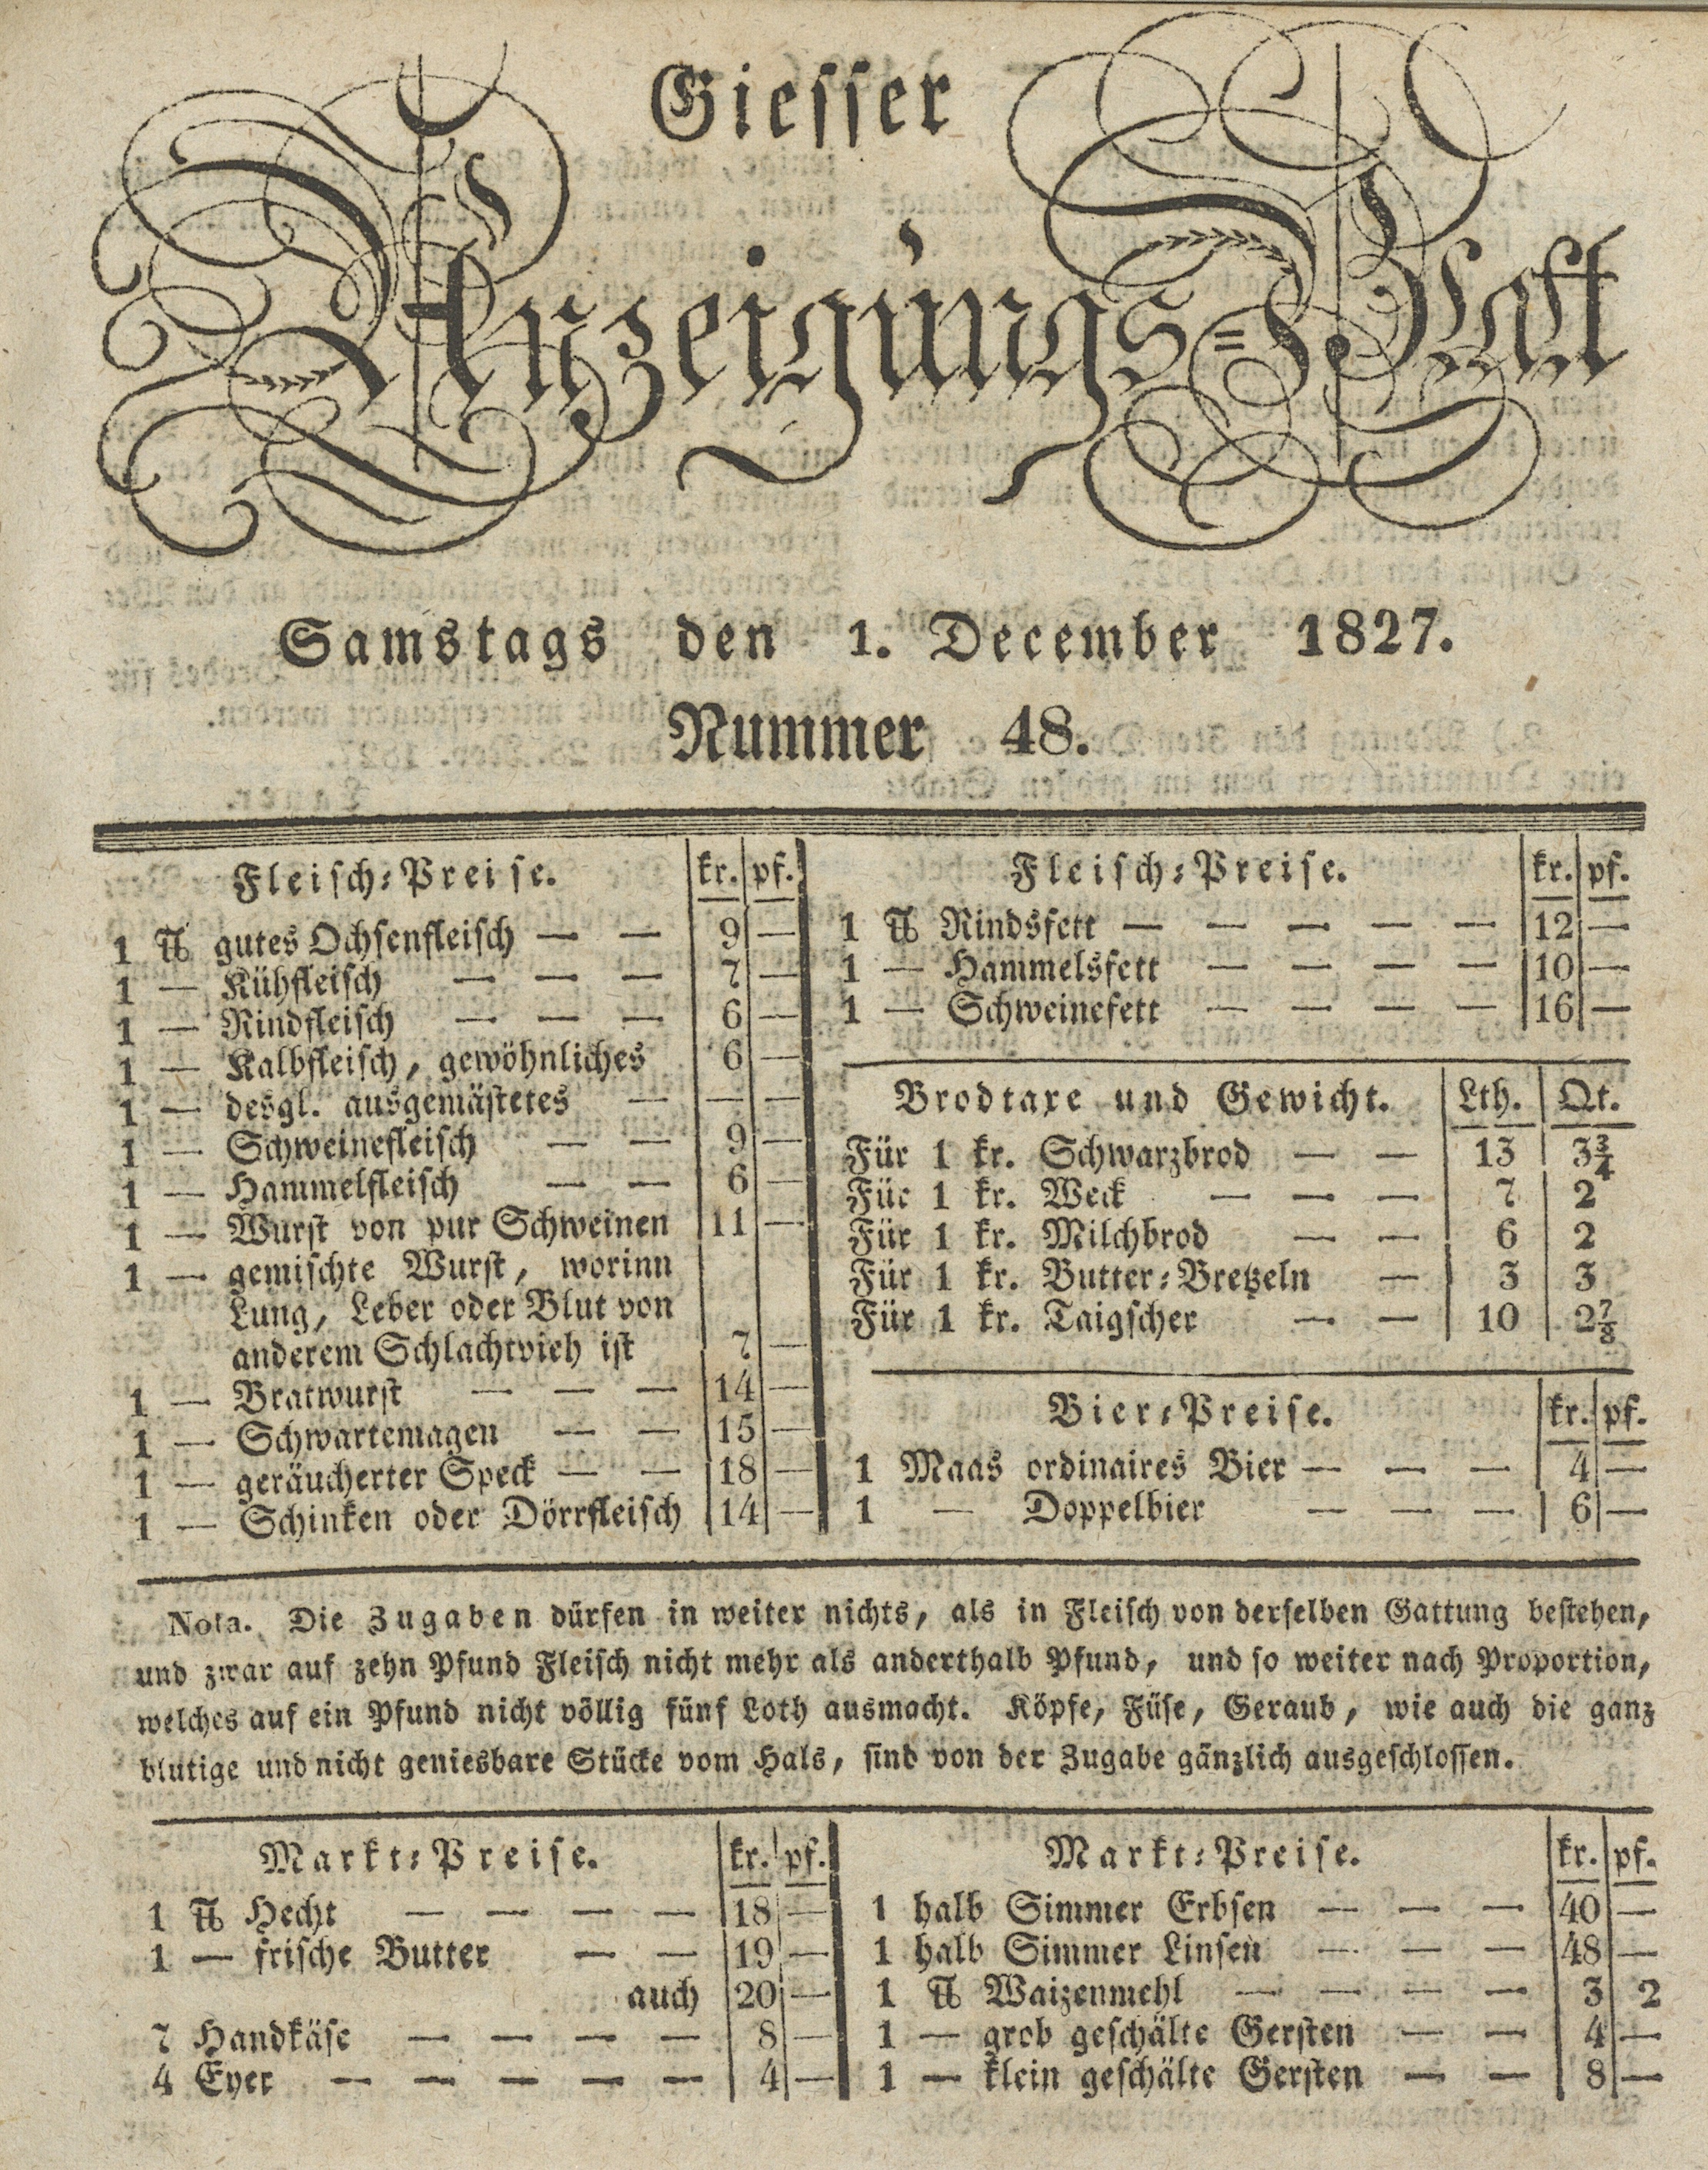 Giesser
Anzeigungs-Blatt
Samstags den 1. December 1827.
Nummer 48.
Fleisch-Preise. kr. pf.
1 ℔ gutes Ochsenfleisch — — 9 —
1 — Kühfleisch — — — 7 —
1 — Rindfleisch — — — 6 —
1 — Kalbfleisch, gewöhnliches 6 —
1 — desgl. ausgemästetes — — —
1 — Schweinefleisch — — 9 —
1 — Hammelfleisch — — 6 —
1 — Wurst von pur Schweinen 11 —
1 — gemischte Wurst, worinn
Lung, Leber oder Blut von
anderem Schlachtvieh ist 7 —
1 — Bratwurst — — — 14 —
1 — Schwartemagen — — 15 —
1 — geräucherter Speck — — 18 —
1 — Schinken oder Dörrfleisch 14 —
Fleisch-Preise. kr. pf.
1 ℔ Rindsfett — — — — — 12 —
1 — Hammelsfett — — — — 10 —
1 — Schweinefett — — — — 16 —
Brodtaxe und Gewicht. Lth. Qt.
Für 1 kr. Schwarzbrod — — 13 3¾
Für 1 kr. Weck — — — 7 2
Für 1 kr. Milchbrod — — 6 2
Für 1 kr. Butter-Bretzeln — 3 3
Für 1 kr. Taigscher — — 10 2⅞
Bier-Preise. kr. pf.
1 Maas ordinaires Bier — — — 4 —
1 — Doppelbier — — — 6 —
Nota. Die Zugaben dürfen in weiter nichts, als in Fleisch von derselben Gattung bestehen,
und zwar auf zehn Pfund Fleisch nicht mehr als anderthalb Pfund, und so weiter nach Proportion,
welches auf ein Pfund nicht völlig fünf Loth ausmacht. Köpfe, Füse, Geraub, wie auch die ganz
blutige und nicht geniesbare Stücke vom Hals, sind von der Zugabe gänzlich ausgeschlossen.
Markt-Preise. kr. pf.
1 ℔ Hecht — — — — 18 —
1 — frische Butter — — 19 —
auch 20 —
7 Handkäse — — — — 8 —
4 Eyer — — — — — 4 —
Markt-Preise. kr. pf.
1 halb Simmer Erbsen — — — 40 —
1 halb Simmer Linsen — — — 48 —
1 ℔ Waizenmehl — — — — 3 2
1 — grob geschälte Gersten — — 4 —
1 — klein geschälte Gersten — — 8 —